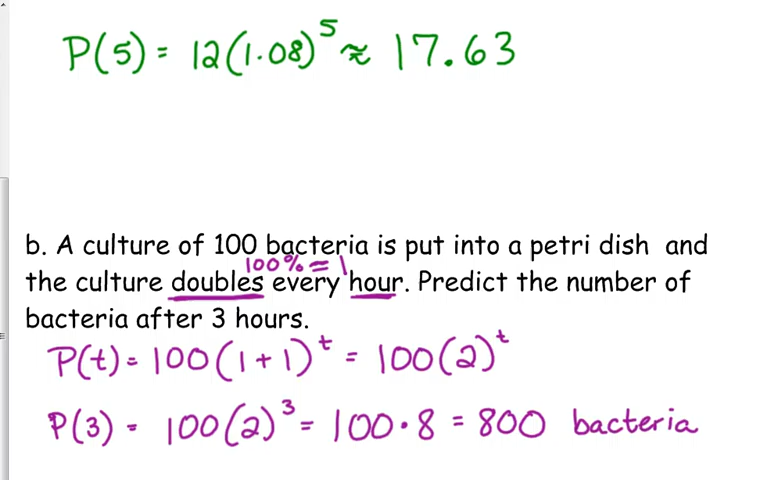 P(5) = 12(1.08)^5 ≈ 17.63
b. A culture of 100 bacteria is put into a petri dish and
100% = 1
the culture doubles every hour. Predict the number of
bacteria after 3 hours.
P(t) = 100(1+1)^t = 100(2)^t
P(3) = 100(2)^3 = 100·8 = 800 bacteria